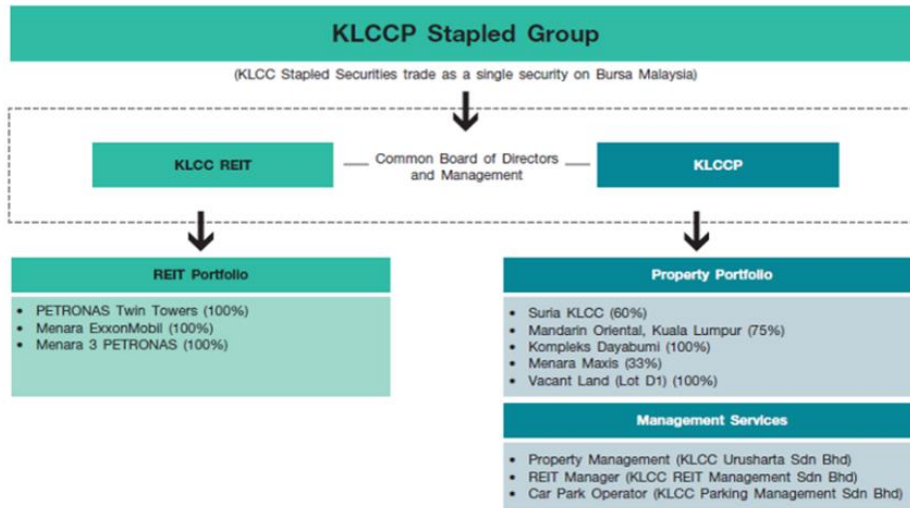 KLCCP Stapled Group
(KLCC Stapled Securities trade as a single security on Bursa Malaysia)
KLCC REIT
Common Board of Directors
and Management
KLCCP
REIT Portfolio
• PETRONAS Twin Towers (100%)
• Menara ExxonMobil (100%)
• Menara 3 PETRONAS (100%)
Property Portfolio
• Suria KLCC (60%)
• Mandarin Oriental, Kuala Lumpur (75%)
• Kompleks Dayabumi (100%)
• Menara Maxis (33%)
• Vacant Land (Lot D1) (100%)
Management Services
• Property Management (KLCC Urusharta Sdn Bhd)
• REIT Manager (KLCC REIT Management Sdn Bhd)
• Car Park Operator (KLCC Parking Management Sdn Bhd)